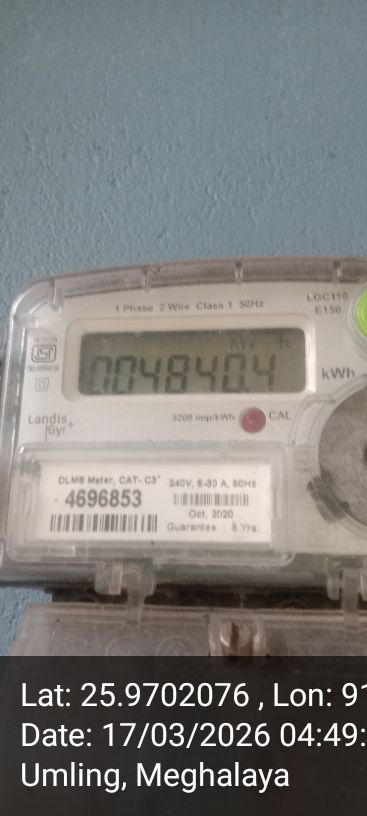 1 Phase 2 Wire Class 1 50Hz
LGC110
E150
kW h
004840.4
kWh
Landis
Gyr+
3200 imp/kWh
CAL
DLMS Meter, CAT- C3
240V, 5-30 A, 50Hz
4696853
Oct, 2020
Guarantee : 5 Yrs.
Lat: 25.9702076 , Lon: 91
Date: 17/03/2026 04:49:
Umling, Meghalaya